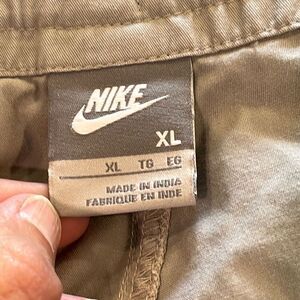 NIKE
XL
XL TG EG
MADE IN INDIA
FABRIQUE EN INDE